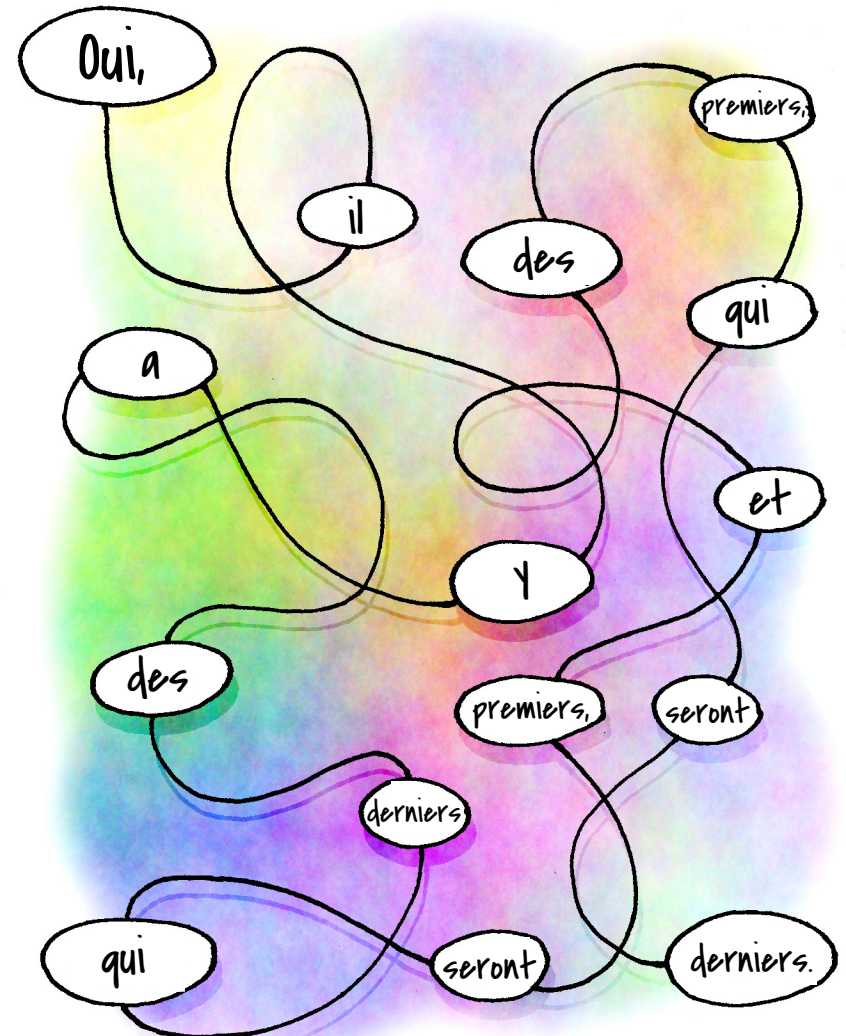 Oui,
il
y
a
des
derniers
qui
seront
premiers,
et
des
premiers,
qui
seront
derniers.